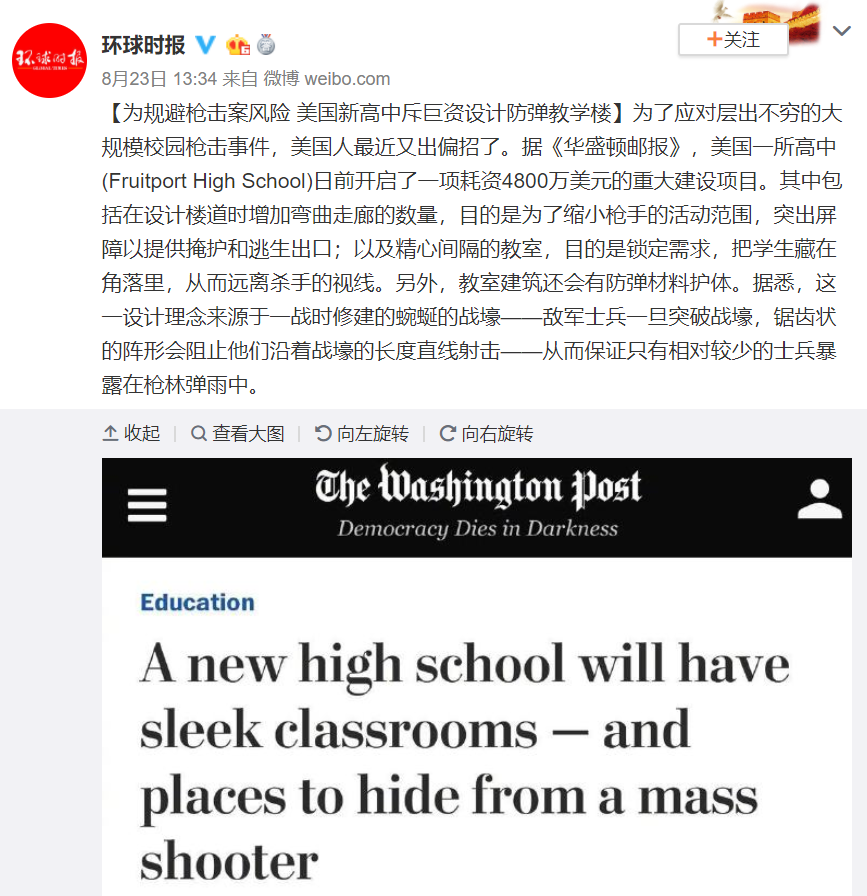 环球时报
环球时报
+关注
8月23日 13:34 来自 微博 weibo.com
【为规避枪击案风险 美国新高中斥巨资设计防弹教学楼】为了应对层出不穷的大
规模校园枪击事件，美国人最近又出偏招了。据《华盛顿邮报》，美国一所高中
(Fruitport High School)日前开启了一项耗资4800万美元的重大建设项目。其中包
括在设计楼道时增加弯曲走廊的数量，目的是为了缩小枪手的活动范围，突出屏
障以提供掩护和逃生出口；以及精心间隔的教室，目的是锁定需求，把学生藏在
角落里，从而远离杀手的视线。另外，教室建筑还会有防弹材料护体。据悉，这
一设计理念来源于一战时修建的蜿蜒的战壕——敌军士兵一旦突破战壕，锯齿状
的阵形会阻止他们沿着战壕的长度直线射击——从而保证只有相对较少的士兵暴
露在枪林弹雨中。
收起 查看大图 向左旋转 向右旋转
The Washington Post
Democracy Dies in Darkness
Education
A new high school will have
sleek classrooms — and
places to hide from a mass
shooter